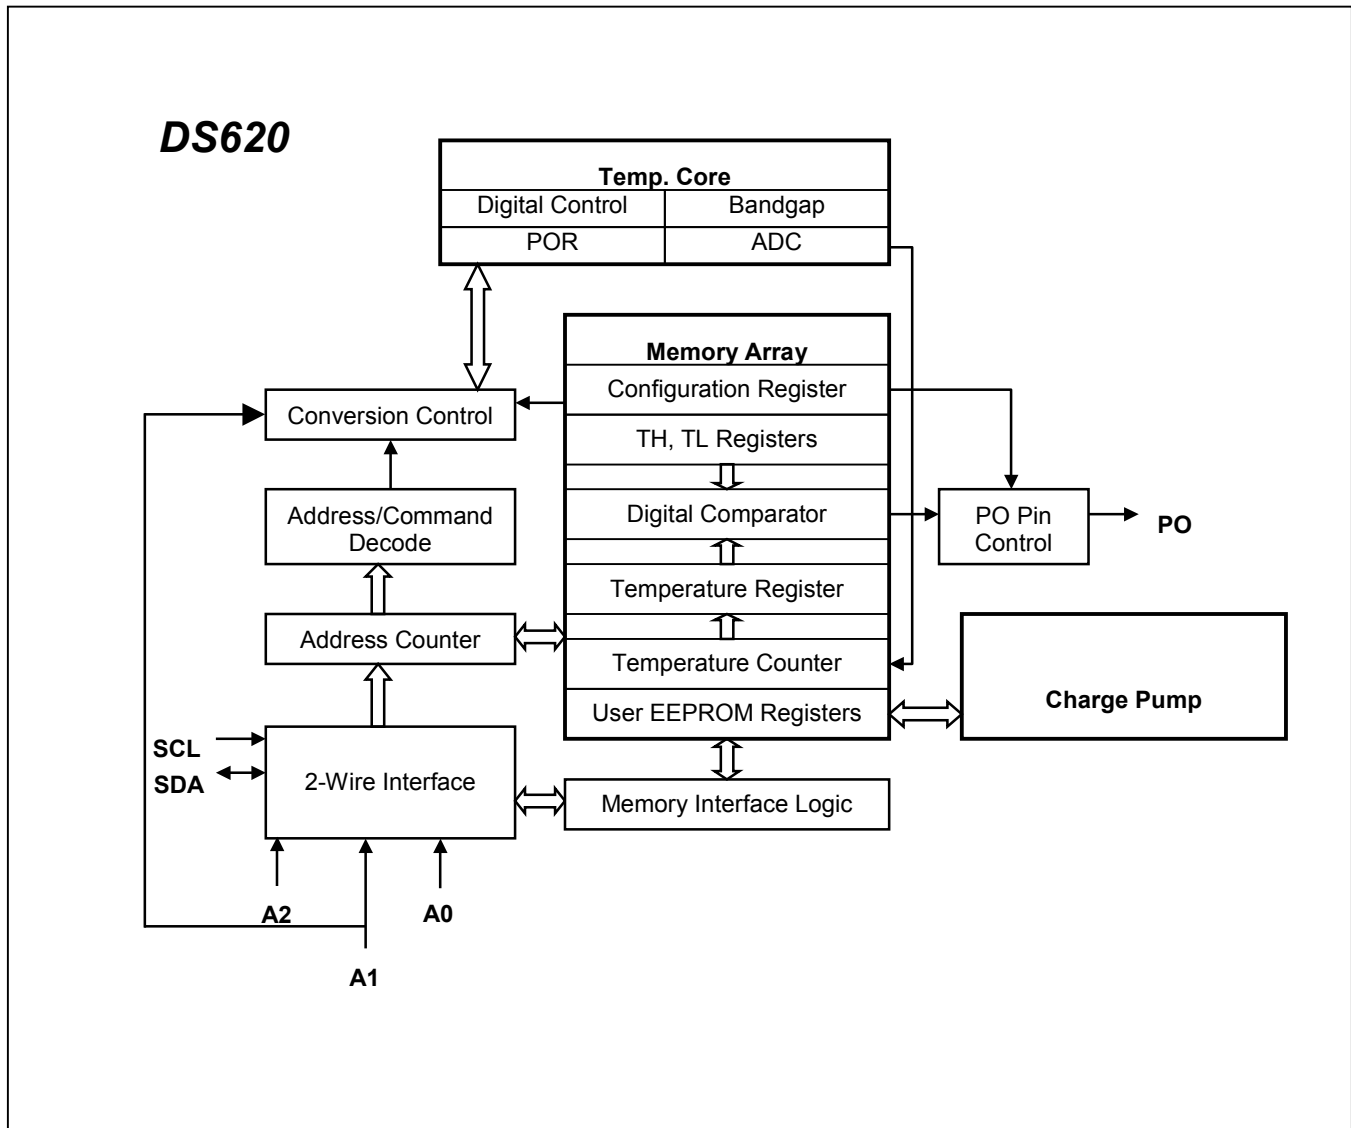 DS620
Temp. Core
Digital Control
Bandgap
POR
ADC
Memory Array
Configuration Register
Conversion Control
TH, TL Registers
Address/Command
Decode
Digital Comparator
PO Pin
Control
PO
Temperature Register
Address Counter
Temperature Counter
User EEPROM Registers
Charge Pump
SCL
SDA
2-Wire Interface
Memory Interface Logic
A2
A0
A1